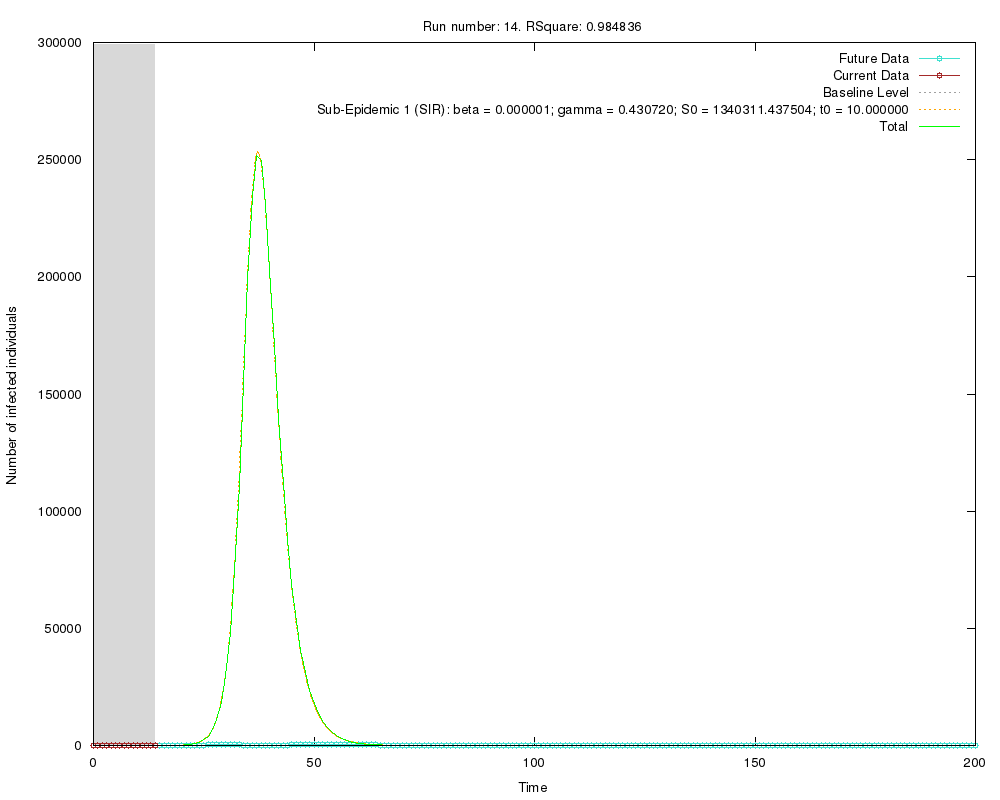 Run number: 14. RSquare: 0.984836
300000
250000
200000
150000
100000
50000
0
Number of infected individuals
Future Data
Current Data
Baseline Level
Sub-Epidemic 1 (SIR): beta = 0.000001; gamma = 0.430720; S0 = 1340311.437504; t0 = 10.000000
Total
0 50 100 150 200
Time